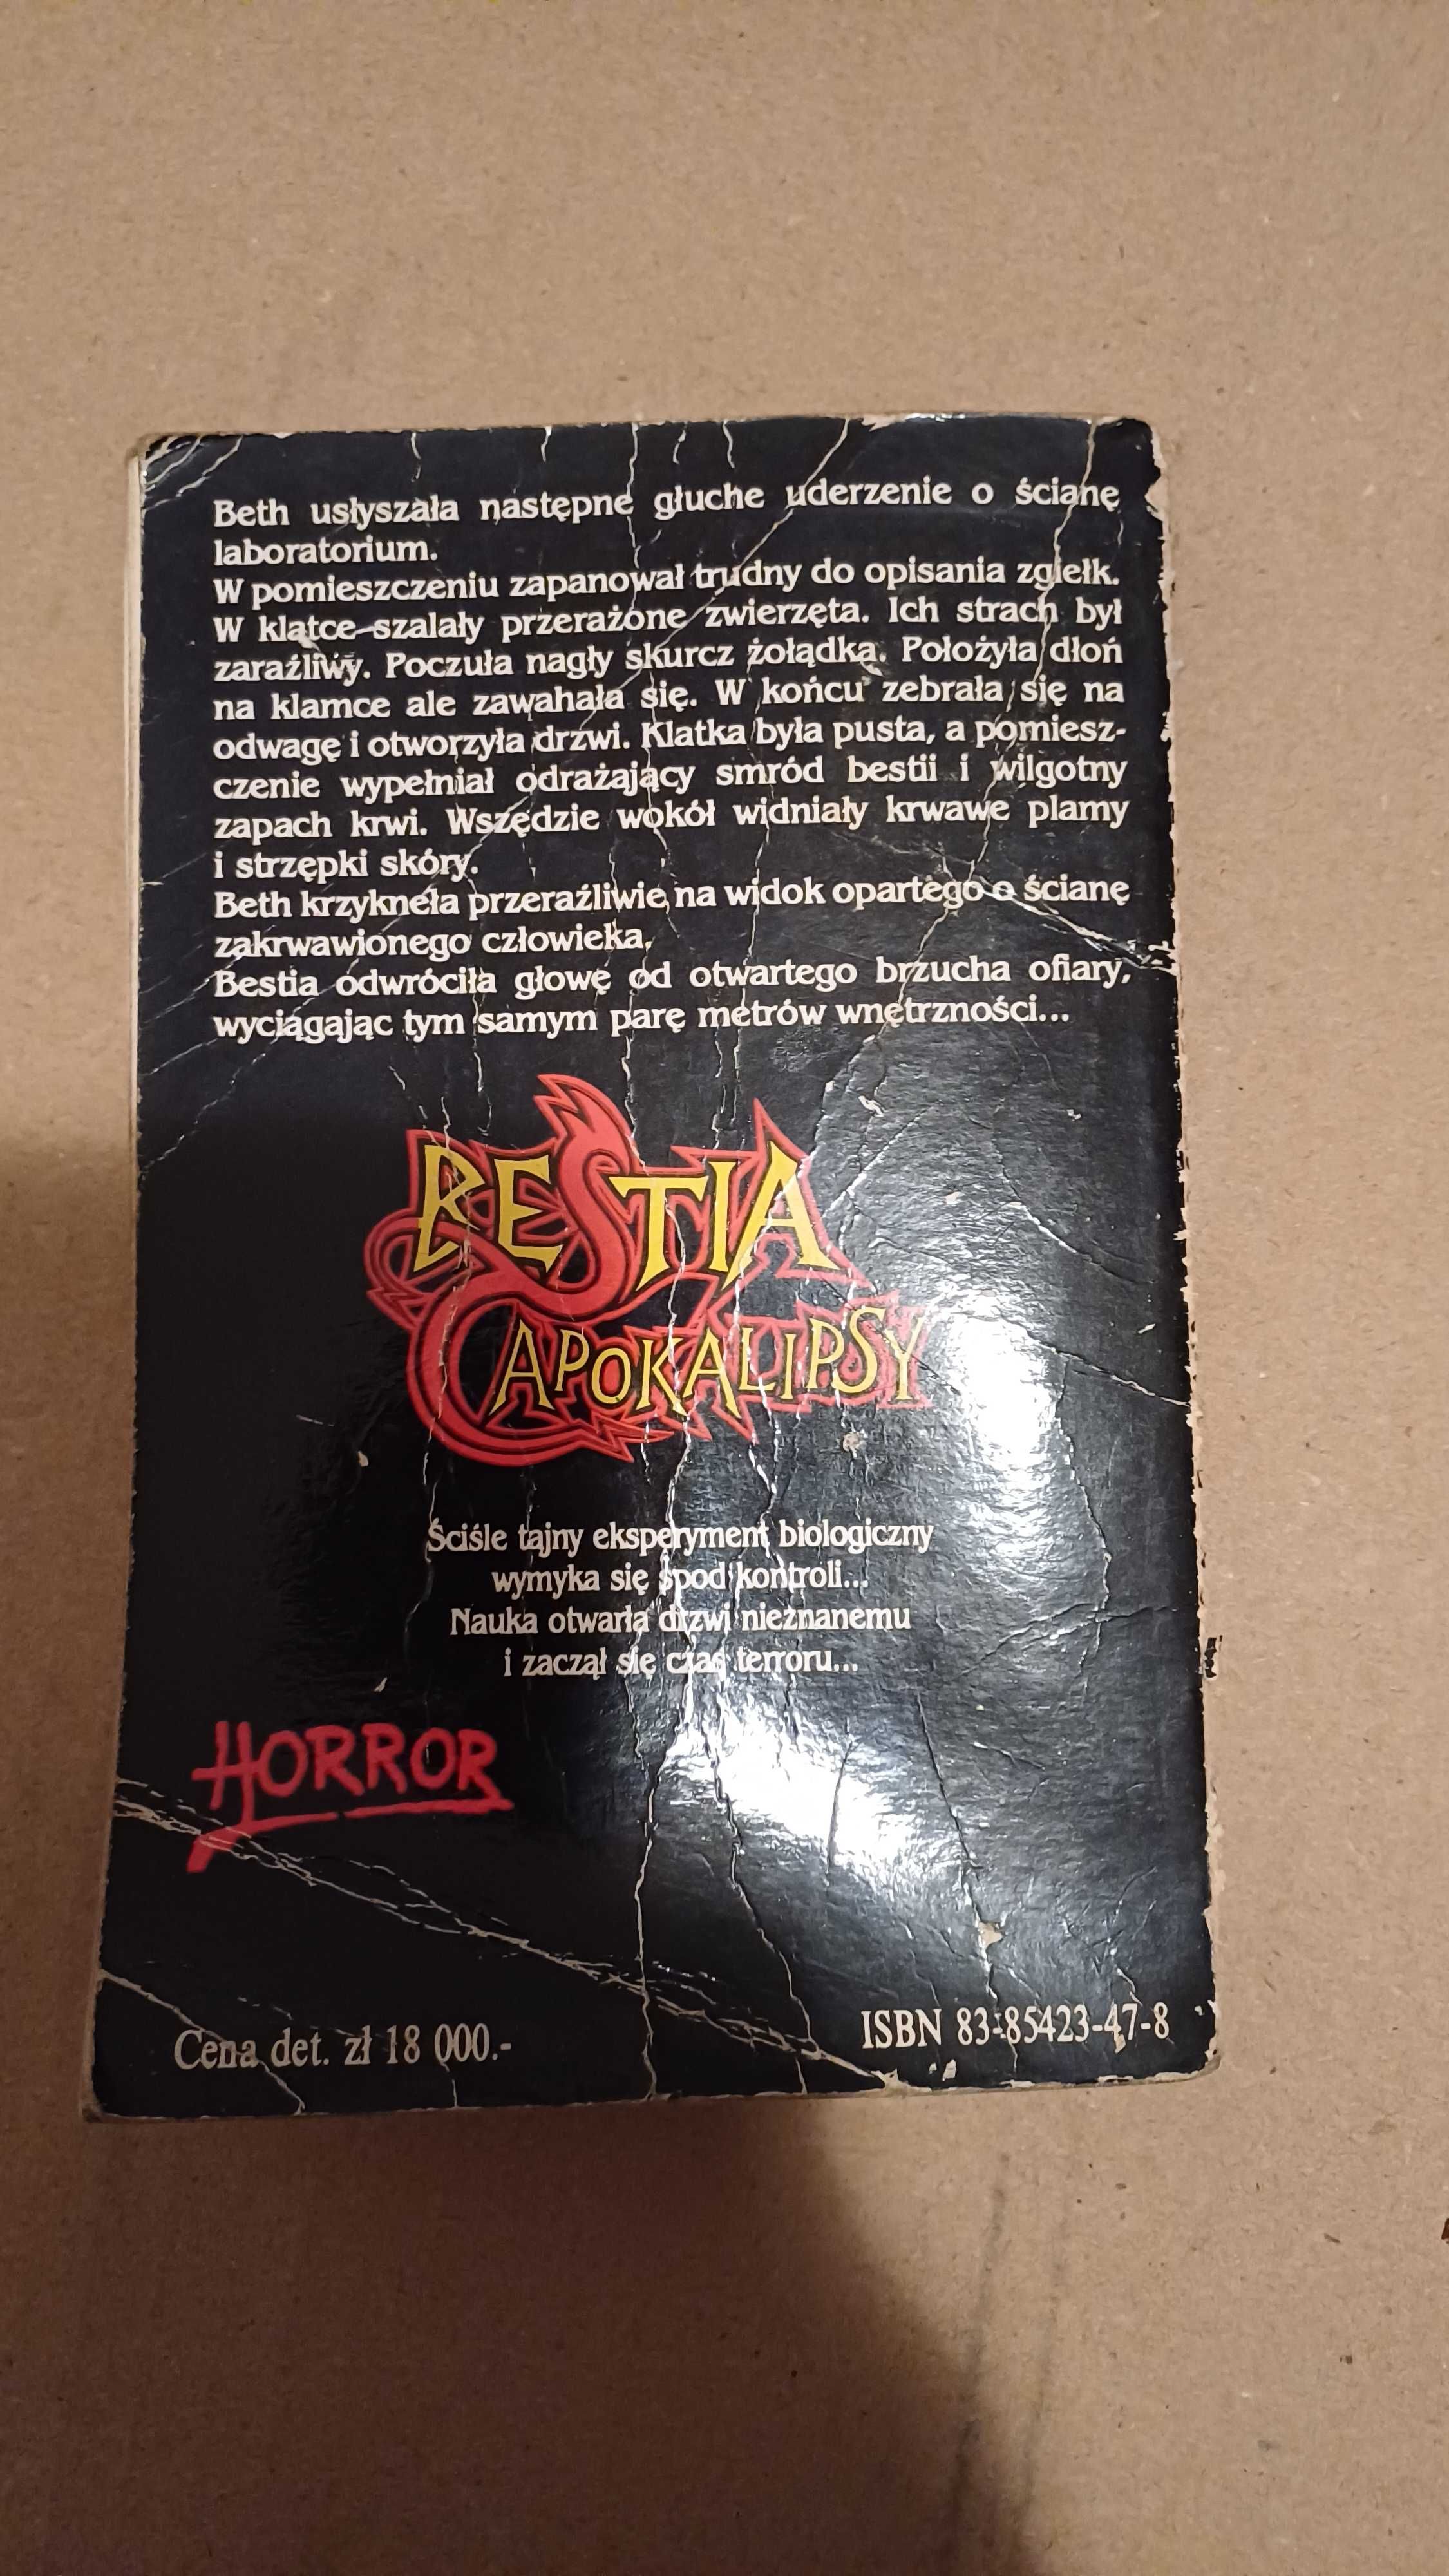 Beth usłyszała następne głuche uderzenie o ścianę
laboratorium.
W pomieszczeniu zapanował trudny do opisania zgiełk.
W klatce szalały przerażone zwierzęta. Ich strach był
zaraźliwy. Poczuła nagły skurcz żołądka. Położyła dłoń
na klamce ale zawahała się. W końcu zebrała się na
odwagę i otworzyła drzwi. Klatka była pusta, a pomiesz-
czenie wypełniał odrażający smród bestii i wilgotny
zapach krwi. Wszędzie wokół widniały krwawe plamy
i strzępki skóry.
Beth krzyknęła przeraźliwie na widok opartego o ścianę
zakrwawionego człowieka.
Bestia odwróciła głowę od otwartego brzucha ofiary,
wyciągając tym samym parę metrów wnętrzności...
BESTIA
APOKALIPSY
Ściśle tajny eksperyment biologiczny
wymyka się spod kontroli...
Nauka otwarła drzwi nieznanemu
i zaczął się czas terroru...
HORROR
Cena det. zł 18 000.-
ISBN 83-85423-47-8